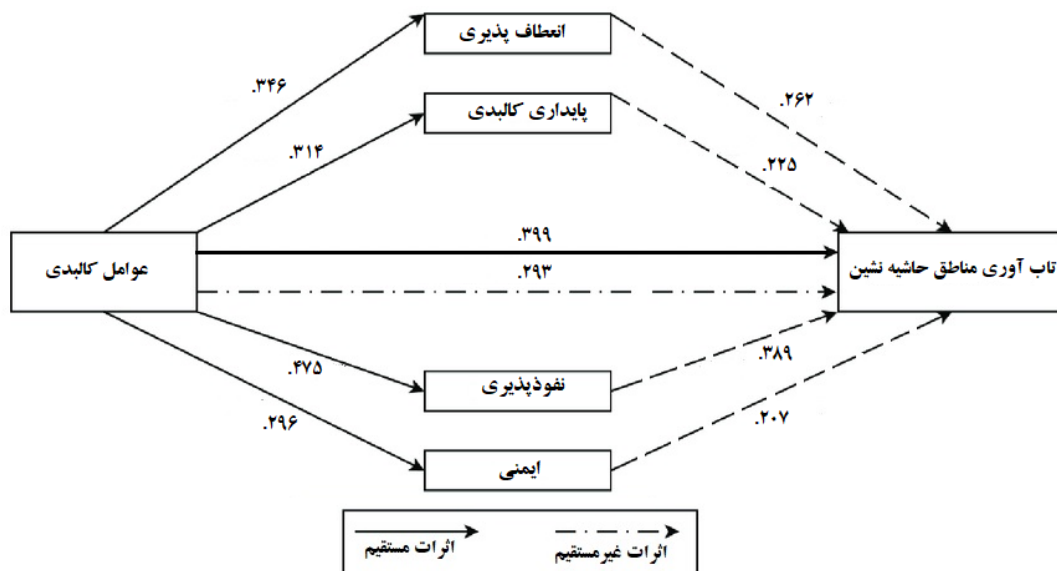 انعطاف پذیری
.۳۴۶
.۲۶۲
پایداری کالبدی
.۳۱۴
.۲۲۵
عوامل کالبدی
.۳۹۹
.۲۹۳
تاب آوری مناطق حاشیه نشین
.۴۷۵
نفوذپذیری
.۳۸۹
.۲۹۶
ایمنی
.۲۰۷
اثرات مستقیم
اثرات غیرمستقیم